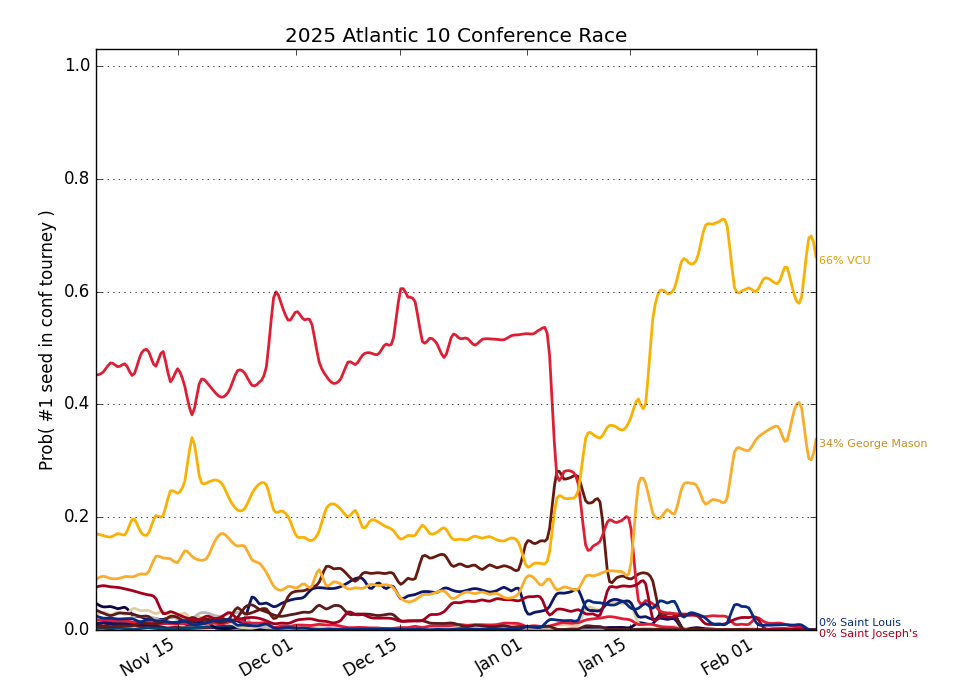 2025 Atlantic 10 Conference Race
Prob( #1 seed in conf tourney )
1.0
0.8
0.6
0.4
0.2
0.0
66% VCU
34% George Mason
0% Saint Louis
0% Saint Joseph's
Nov 15
Dec 01
Dec 15
Jan 01
Jan 15
Feb 01